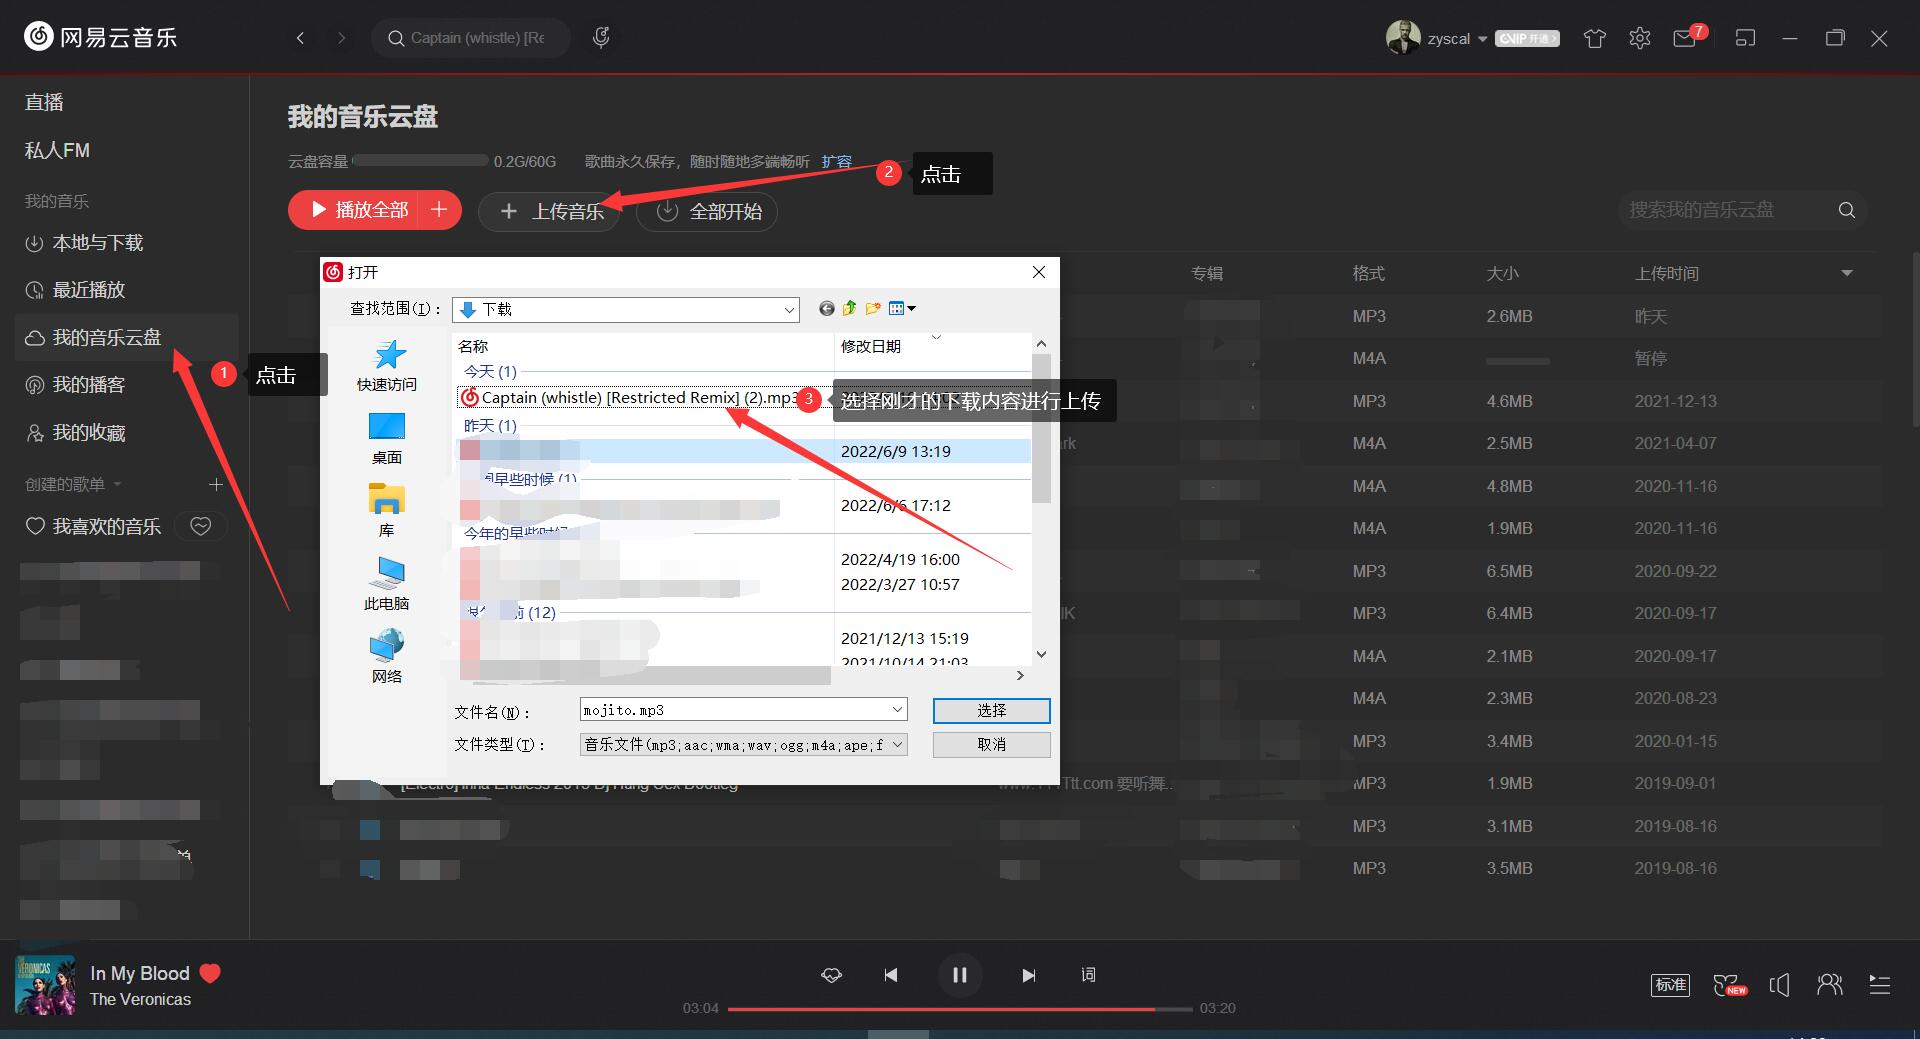 网易云音乐
Captain (whistle) [Re
zyscal
VIP开通
7
直播
私人FM
我的音乐
本地与下载
最近播放
我的音乐云盘
我的播客
我的收藏
创建的歌单
我喜欢的音乐
1
点击
我的音乐云盘
云盘容量
0.2G/60G
歌曲永久保存，随时随地多端畅听
扩容
2
点击
播放全部
上传音乐
全部开始
搜索我的音乐云盘
专辑
格式
大小
上传时间
MP3 2.6MB 昨天
M4A 暂停
MP3 4.6MB 2021-12-13
M4A 2.5MB 2021-04-07
M4A 4.8MB 2020-11-16
M4A 1.9MB 2020-11-16
MP3 6.5MB 2020-09-22
MP3 6.4MB 2020-09-17
M4A 2.1MB 2020-09-17
M4A 2.3MB 2020-08-23
MP3 3.4MB 2020-01-15
MP3 1.9MB 2019-09-01
MP3 3.1MB 2019-08-16
MP3 3.5MB 2019-08-16
打开
查找范围(I)：
下载
快速访问
桌面
库
此电脑
网络
名称
修改日期
今天 (1)
Captain (whistle) [Restricted Remix] (2).mp3
3
选择刚才的下载内容进行上传
昨天 (1)
2022/6/9 13:19
早些时候 (1)
2022/6/6 17:12
今年的早些时候
2022/4/19 16:00
2022/3/27 10:57
前 (12)
2021/12/13 15:19
2021/10/14 21:03
文件名(N)：
mojito.mp3
选择
文件类型(T)：
音乐文件(mp3;aac;wma;wav;ogg;m4a;ape;f
取消
ttt.com 要听舞...
In My Blood
The Veronicas
03:04
03:20
词
标准
NEW